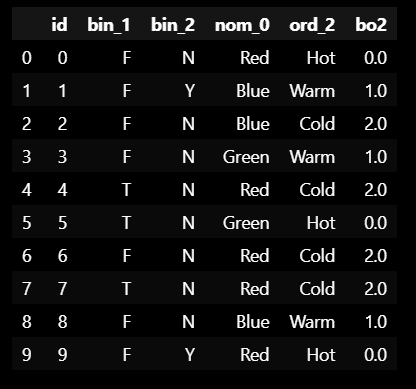 id bin_1 bin_2 nom_0 ord_2 bo2
0 0 F N Red Hot 0.0
1 1 F Y Blue Warm 1.0
2 2 F N Blue Cold 2.0
3 3 F N Green Warm 1.0
4 4 T N Red Cold 2.0
5 5 T N Green Hot 0.0
6 6 F N Red Cold 2.0
7 7 T N Red Cold 2.0
8 8 F N Blue Warm 1.0
9 9 F Y Red Hot 0.0